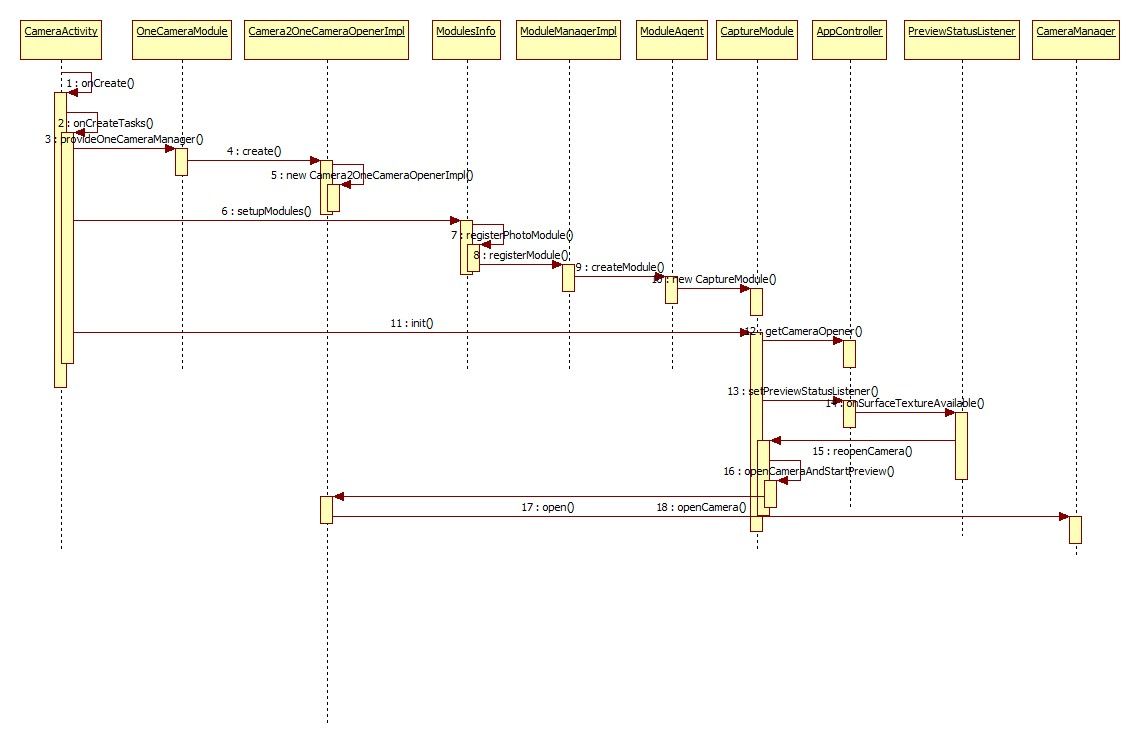 CameraActivity
OneCameraModule
Camera2OneCameraOpenerImpl
ModulesInfo
ModuleManagerImpl
ModuleAgent
CaptureModule
AppController
PreviewStatusListener
CameraManager
1 : onCreate()
2 : onCreateTasks()
3 : provideOneCameraManager()
4 : create()
5 : new Camera2OneCameraOpenerImpl()
6 : setupModules()
7 : registerPhotoModule()
8 : registerModule()
9 : createModule()
10 : new CaptureModule()
11 : init()
12 : getCameraOpener()
13 : setPreviewStatusListener()
14 : onSurfaceTextureAvailable()
15 : reopenCamera()
16 : openCameraAndStartPreview()
17 : open()
18 : openCamera()